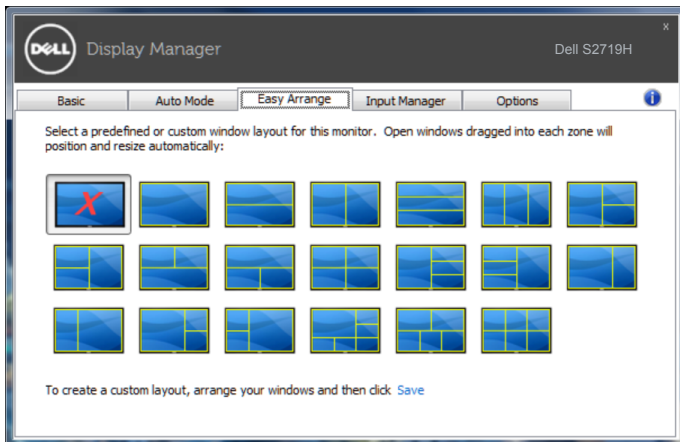 DELL Display Manager
x
Dell S2719H
Basic Auto Mode Easy Arrange Input Manager Options i
Select a predefined or custom window layout for this monitor. Open windows dragged into each zone will
position and resize automatically:
X
To create a custom layout, arrange your windows and then click Save